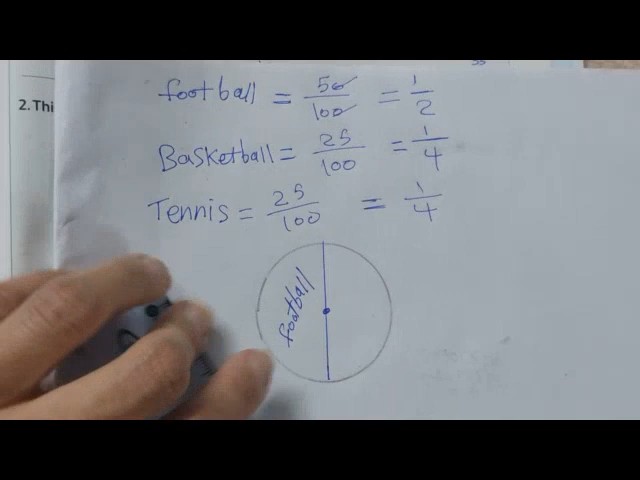 2. Thi
football = 50/100 = 1/2
Basketball = 25/100 = 1/4
Tennis = 25/100 = 1/4
football